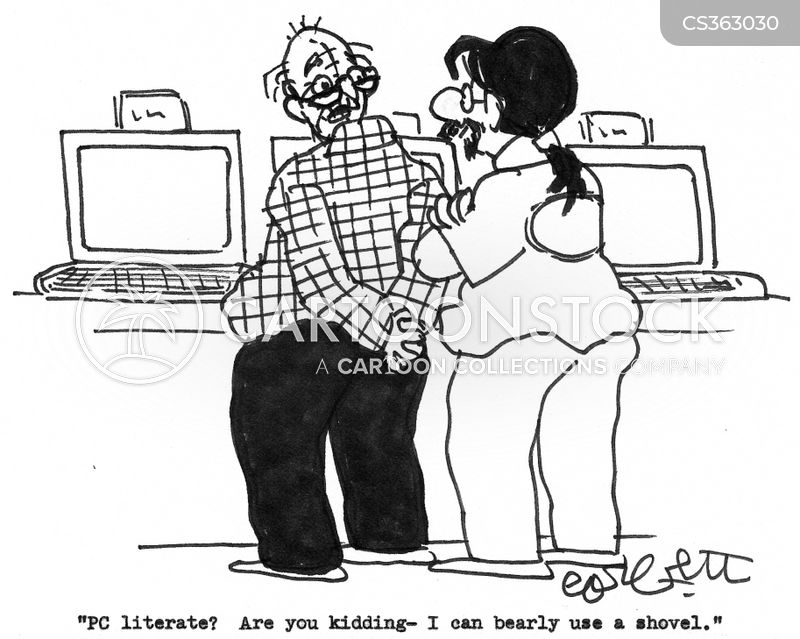 CS363030
CARTOONSTOCK
A CARTOON COLLECTIONS COMPANY
"PC literate? Are you kidding- I can bearly use a shovel."